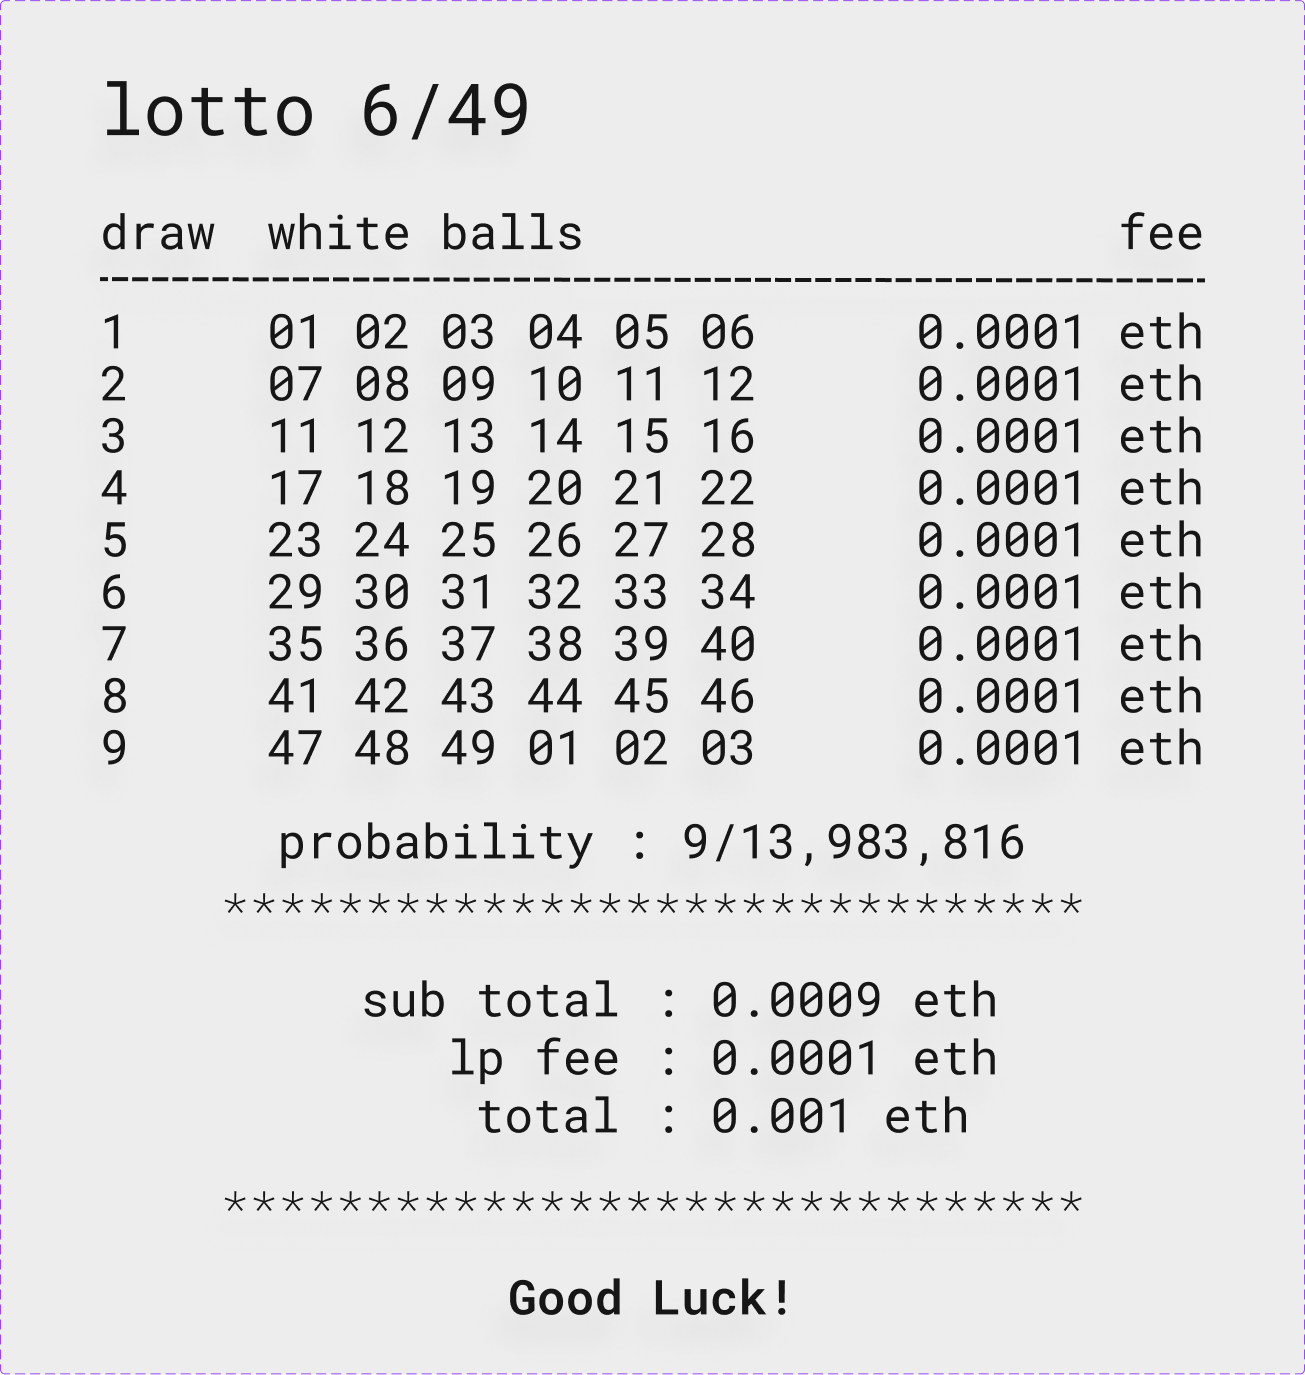 lotto 6/49
draw white balls fee
1 01 02 03 04 05 06 0.0001 eth
2 07 08 09 10 11 12 0.0001 eth
3 11 12 13 14 15 16 0.0001 eth
4 17 18 19 20 21 22 0.0001 eth
5 23 24 25 26 27 28 0.0001 eth
6 29 30 31 32 33 34 0.0001 eth
7 35 36 37 38 39 40 0.0001 eth
8 41 42 43 44 45 46 0.0001 eth
9 47 48 49 01 02 03 0.0001 eth
probability : 9/13,983,816
******************************
sub total : 0.0009 eth
lp fee : 0.0001 eth
total : 0.001 eth
******************************
Good Luck!